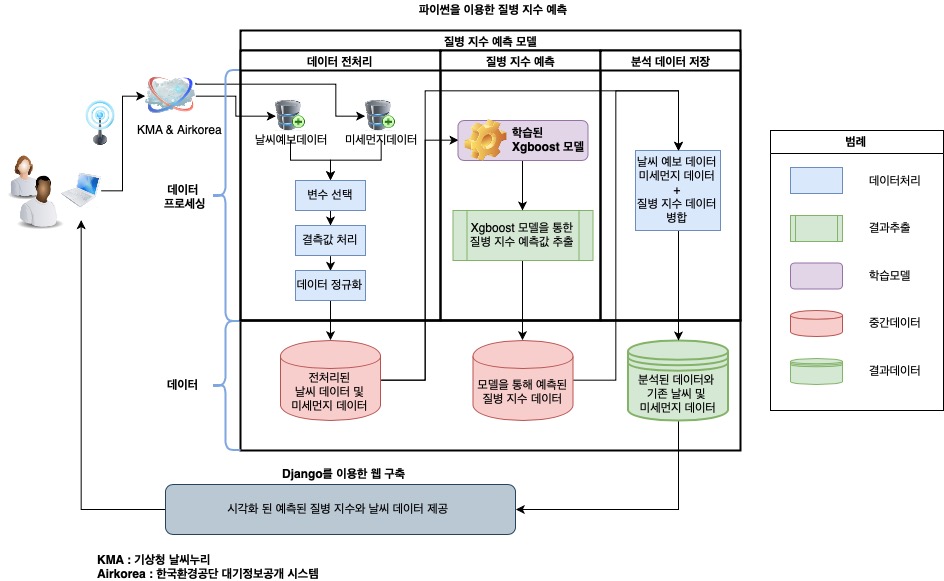 파이썬을 이용한 질병 지수 예측
질병 지수 예측 모델
데이터 전처리
질병 지수 예측
분석 데이터 저장
KMA & Airkorea
날씨예보데이터
미세먼지데이터
변수 선택
결측값 처리
데이터 정규화
학습된
Xgboost 모델
Xgboost 모델을 통한
질병 지수 예측값 추출
날씨 예보 데이터
미세먼지 데이터
+
질병 지수 데이터
병합
데이터
프로세싱
데이터
전처리된
날씨 데이터 및
미세먼지 데이터
모델을 통해 예측된
질병 지수 데이터
분석된 데이터와
기존 날씨 및
미세먼지 데이터
범례
데이터처리
결과추출
학습모델
중간데이터
결과데이터
Django를 이용한 웹 구축
시각화 된 예측된 질병 지수와 날씨 데이터 제공
KMA : 기상청 날씨누리
Airkorea : 한국환경공단 대기정보공개 시스템